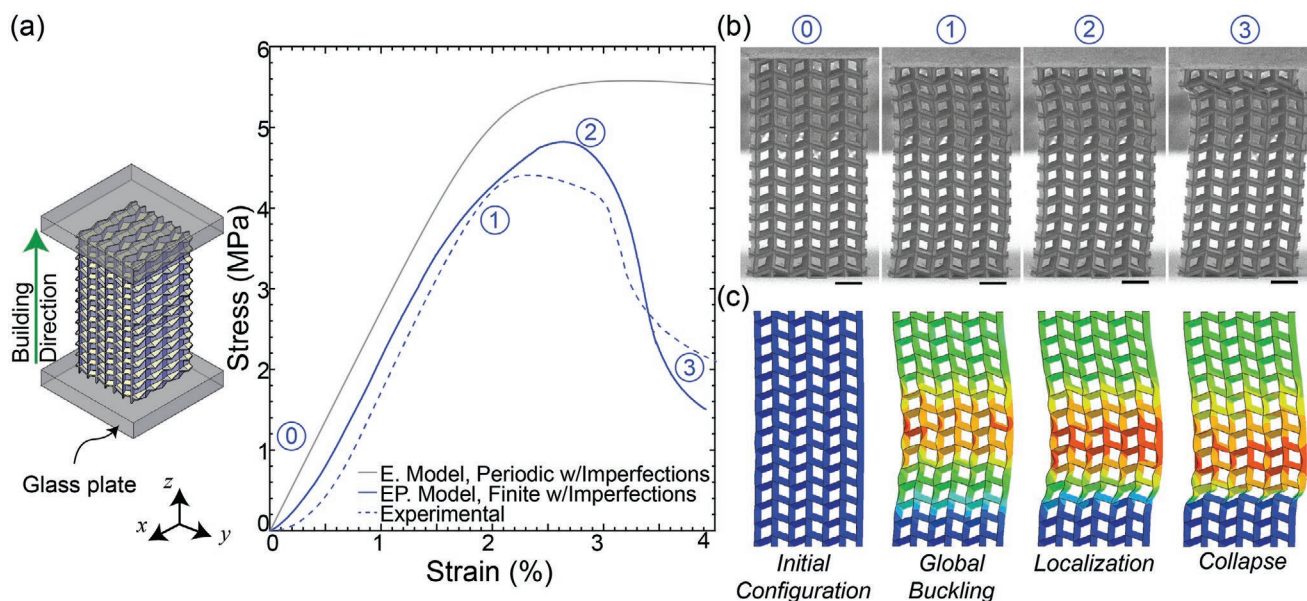 (a)
6
5
4
3
2
1
0
Stress (MPa)
0
1
2
3
4
Strain (%)
⓪
①
②
③
E. Model, Periodic w/Imperfections
EP. Model, Finite w/Imperfections
Experimental
Building
Direction
Glass plate
z
x
y
(b)
⓪
①
②
③
(c)
Initial
Configuration
Global
Buckling
Localization
Collapse